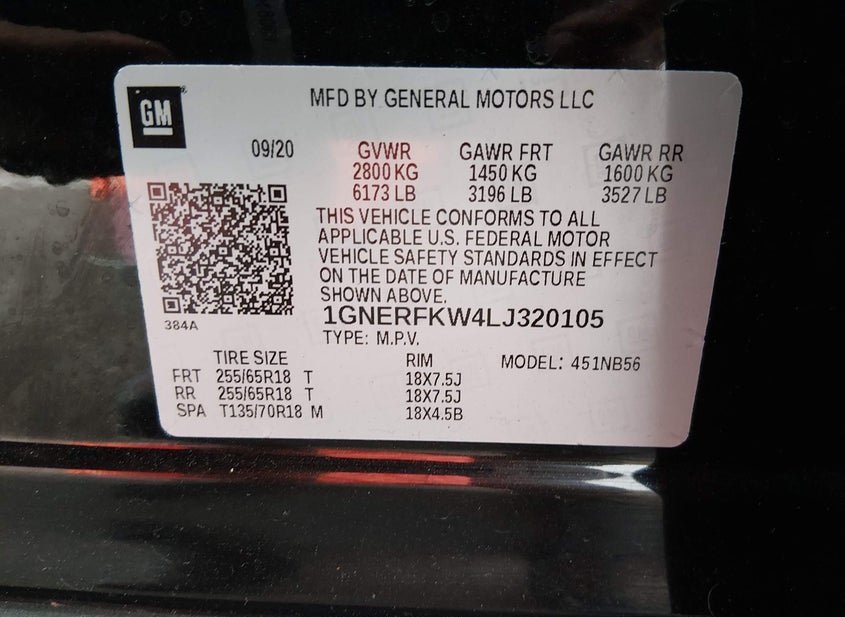 GM
MFD BY GENERAL MOTORS LLC
09/20 GVWR GAWR FRT GAWR RR
2800 KG 1450 KG 1600 KG
6173 LB 3196 LB 3527 LB
THIS VEHICLE CONFORMS TO ALL
APPLICABLE U.S. FEDERAL MOTOR
VEHICLE SAFETY STANDARDS IN EFFECT
ON THE DATE OF MANUFACTURE
SHOWN ABOVE.
384A
1GNERFKW4LJ320105
TYPE: M.P.V.
TIRE SIZE RIM MODEL: 451NB56
FRT 255/65R18 T 18X7.5J
RR 255/65R18 T 18X7.5J
SPA T135/70R18 M 18X4.5B